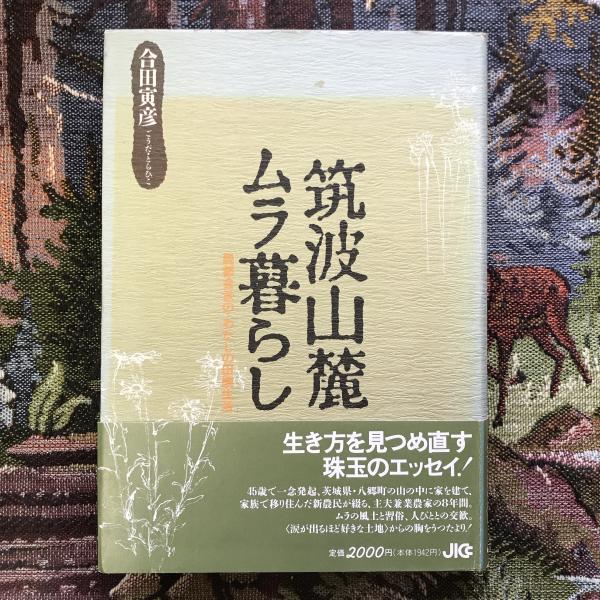 合田寅彦
ごうだ・とらひこ
筑波山麓
ムラ暮らし
生き方を見つめ直す
珠玉のエッセイ!
45歳で一念発起、茨城県・八郷町の山の中に家を建て、
家族で移り住んだ新農民が綴る、主夫兼業農家の8年間。
ムラの風土と習俗、人びととの交歓。
〈涙が出るほど好きな土地〉からの胸をうつたより!
定価2000円(本体1942円) JICC